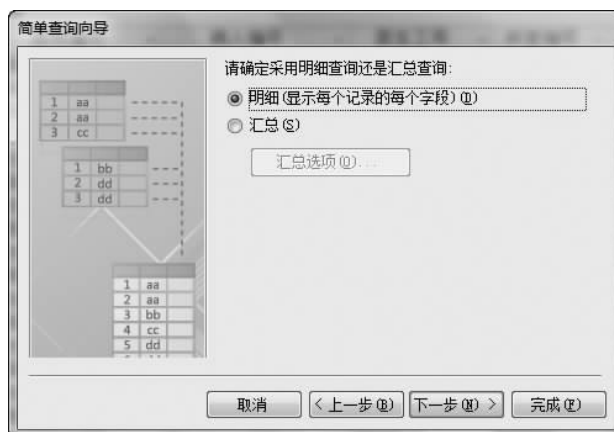 简单查询向导
请确定采用明细查询还是汇总查询:
明细(显示每个记录的每个字段)(D)
汇总(S)
汇总选项(O)...
1 aa
2 aa
3 cc
1 bb
2 dd
3 dd
1 aa
2 aa
3 bb
4 cc
5 dd
取消
< 上一步(B)
下一步(N) >
完成(F)